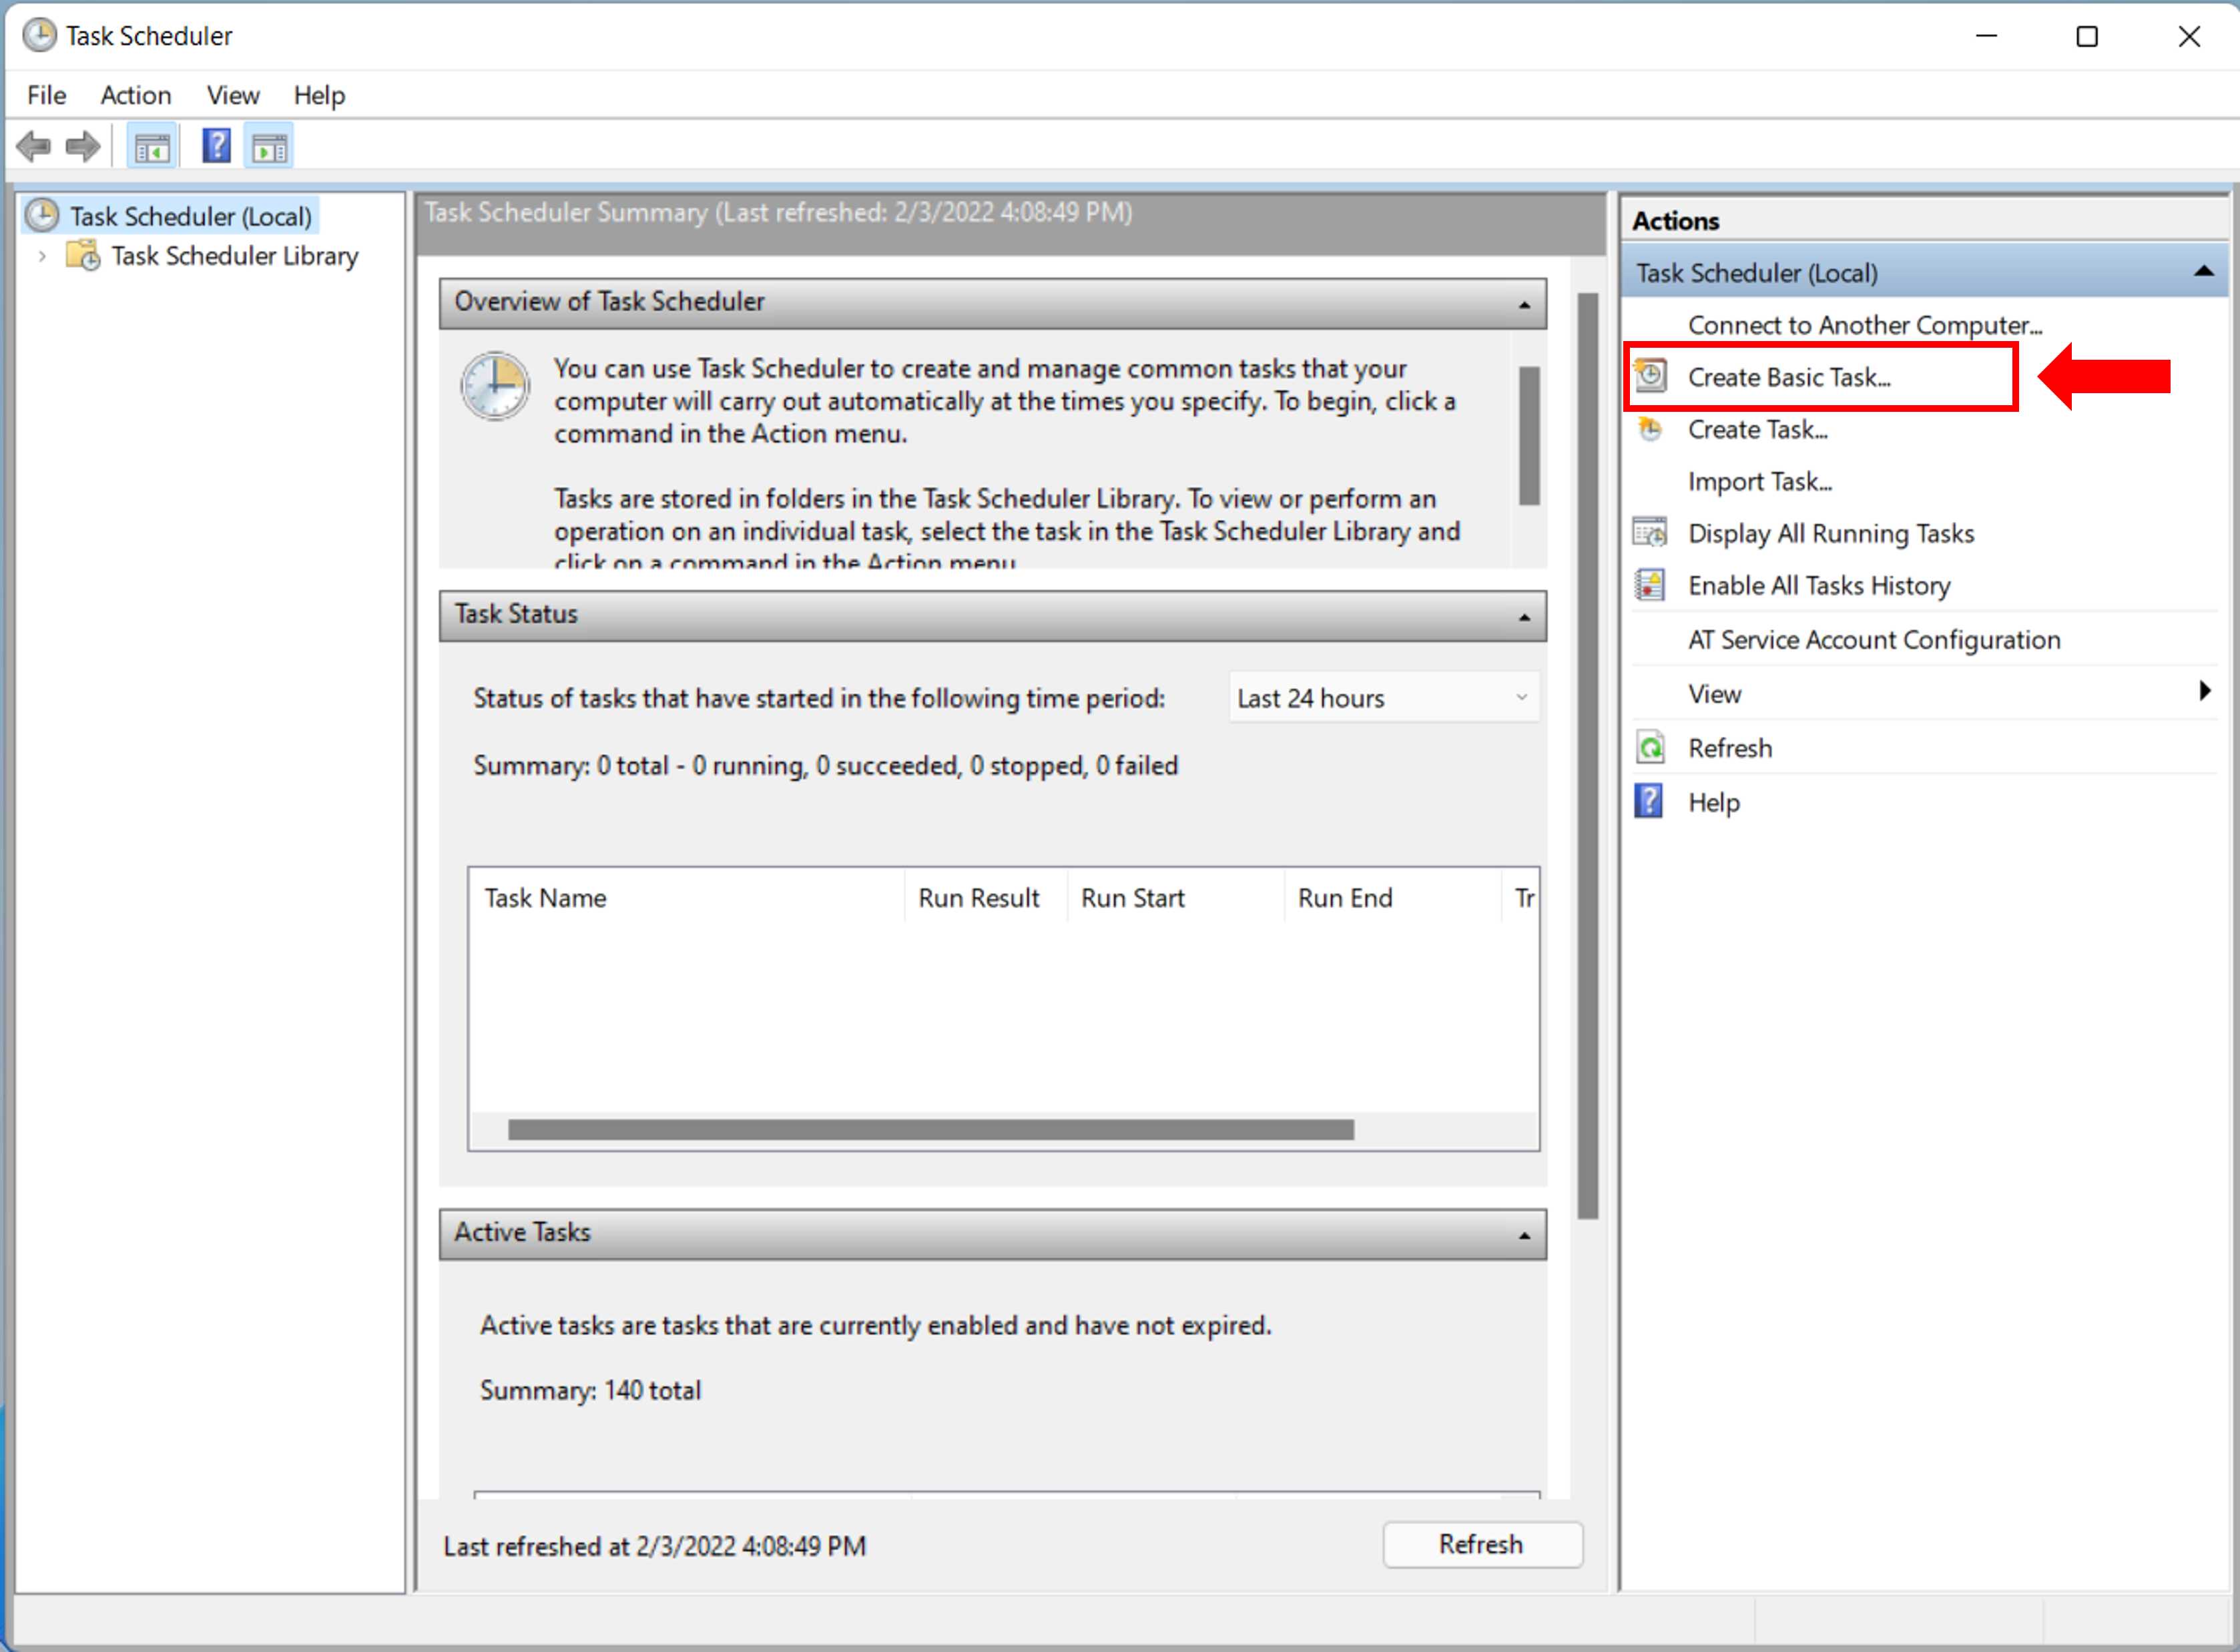 Task Scheduler
File Action View Help
Task Scheduler (Local)
Task Scheduler Library
Task Scheduler Summary (Last refreshed: 2/3/2022 4:08:49 PM)
Overview of Task Scheduler
You can use Task Scheduler to create and manage common tasks that your
computer will carry out automatically at the times you specify. To begin, click a
command in the Action menu.
Tasks are stored in folders in the Task Scheduler Library. To view or perform an
operation on an individual task, select the task in the Task Scheduler Library and
click on a command in the Action menu
Task Status
Status of tasks that have started in the following time period: Last 24 hours
Summary: 0 total - 0 running, 0 succeeded, 0 stopped, 0 failed
Task Name Run Result Run Start Run End Tr
Active Tasks
Active tasks are tasks that are currently enabled and have not expired.
Summary: 140 total
Last refreshed at 2/3/2022 4:08:49 PM
Refresh
Actions
Task Scheduler (Local)
Connect to Another Computer...
Create Basic Task...
Create Task...
Import Task...
Display All Running Tasks
Enable All Tasks History
AT Service Account Configuration
View
Refresh
Help